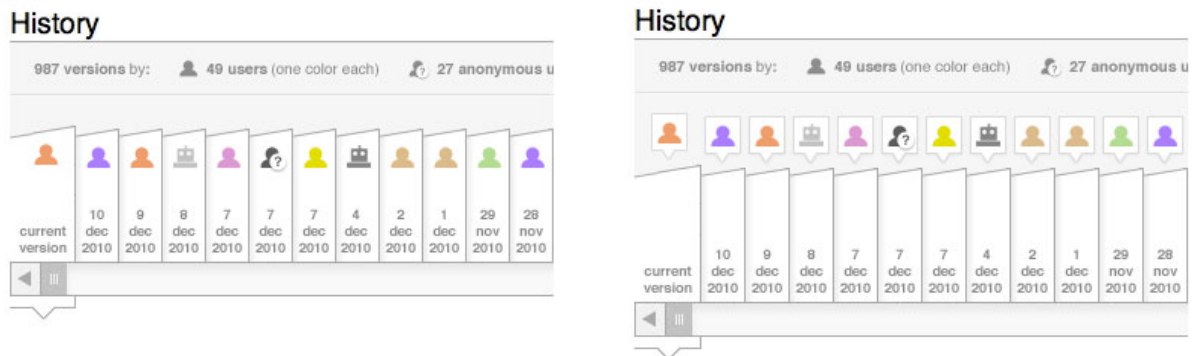 History
987 versions by: 49 users (one color each) 27 anonymous u
current version
10 dec 2010
9 dec 2010
8 dec 2010
7 dec 2010
? 7 dec 2010
7 dec 2010
4 dec 2010
2 dec 2010
1 dec 2010
29 nov 2010
28 nov 2010
History
987 versions by: 49 users (one color each) 27 anonymous u
current version
10 dec 2010
9 dec 2010
8 dec 2010
7 dec 2010
? 7 dec 2010
7 dec 2010
4 dec 2010
2 dec 2010
1 dec 2010
29 nov 2010
28 nov 2010